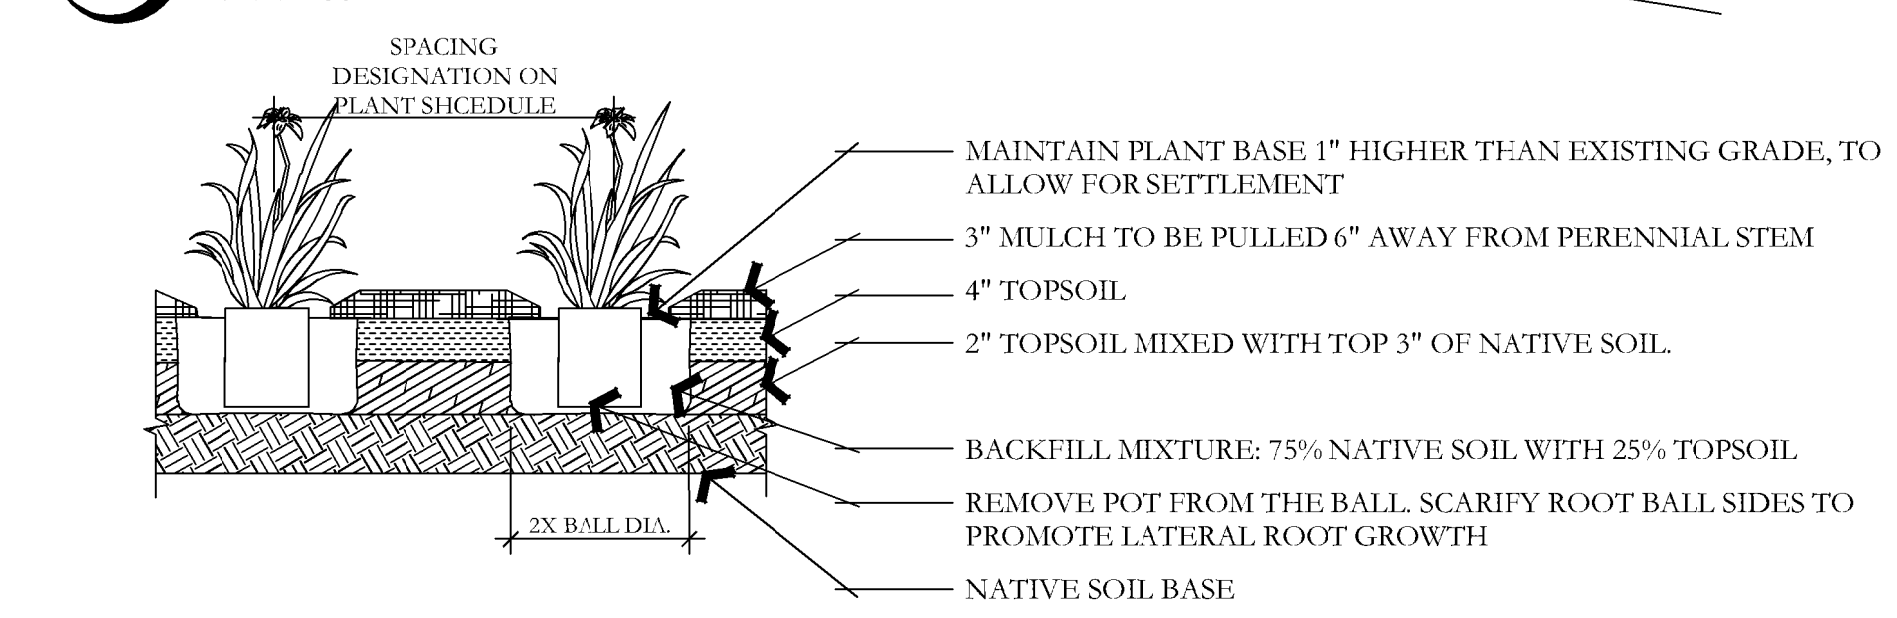 SPACING
DESIGNATION ON
PLANT SHCEDULE
MAINTAIN PLANT BASE 1" HIGHER THAN EXISTING GRADE, TO
ALLOW FOR SETTLEMENT
3" MULCH TO BE PULLED 6" AWAY FROM PERENNIAL STEM
4" TOPSOIL
2" TOPSOIL MIXED WITH TOP 3" OF NATIVE SOIL.
BACKFILL MIXTURE: 75% NATIVE SOIL WITH 25% TOPSOIL
REMOVE POT FROM THE BALL. SCARIFY ROOT BALL SIDES TO
PROMOTE LATERAL ROOT GROWTH
2X BALL DIA.
NATIVE SOIL BASE